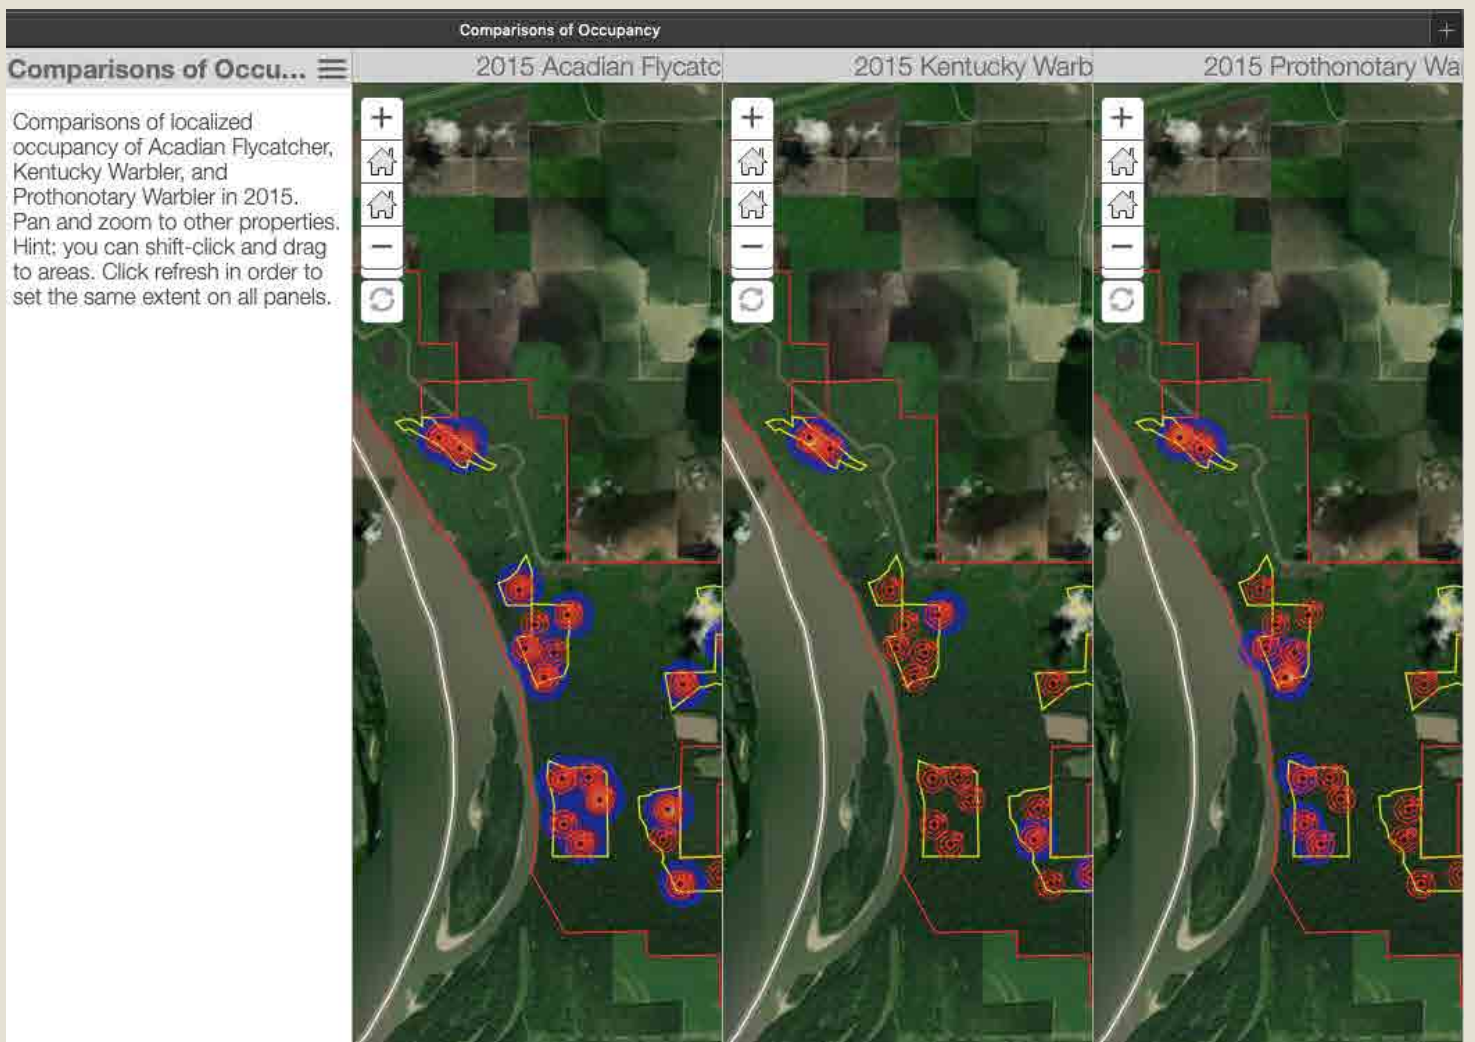 Comparisons of Occupancy
Comparisons of Occu...
2015 Acadian Flycatc
2015 Kentucky Warb
2015 Prothonotary Wa
Comparisons of localized
occupancy of Acadian Flycatcher,
Kentucky Warbler, and
Prothonotary Warbler in 2015.
Pan and zoom to other properties.
Hint: you can shift-click and drag
to areas. Click refresh in order to
set the same extent on all panels.